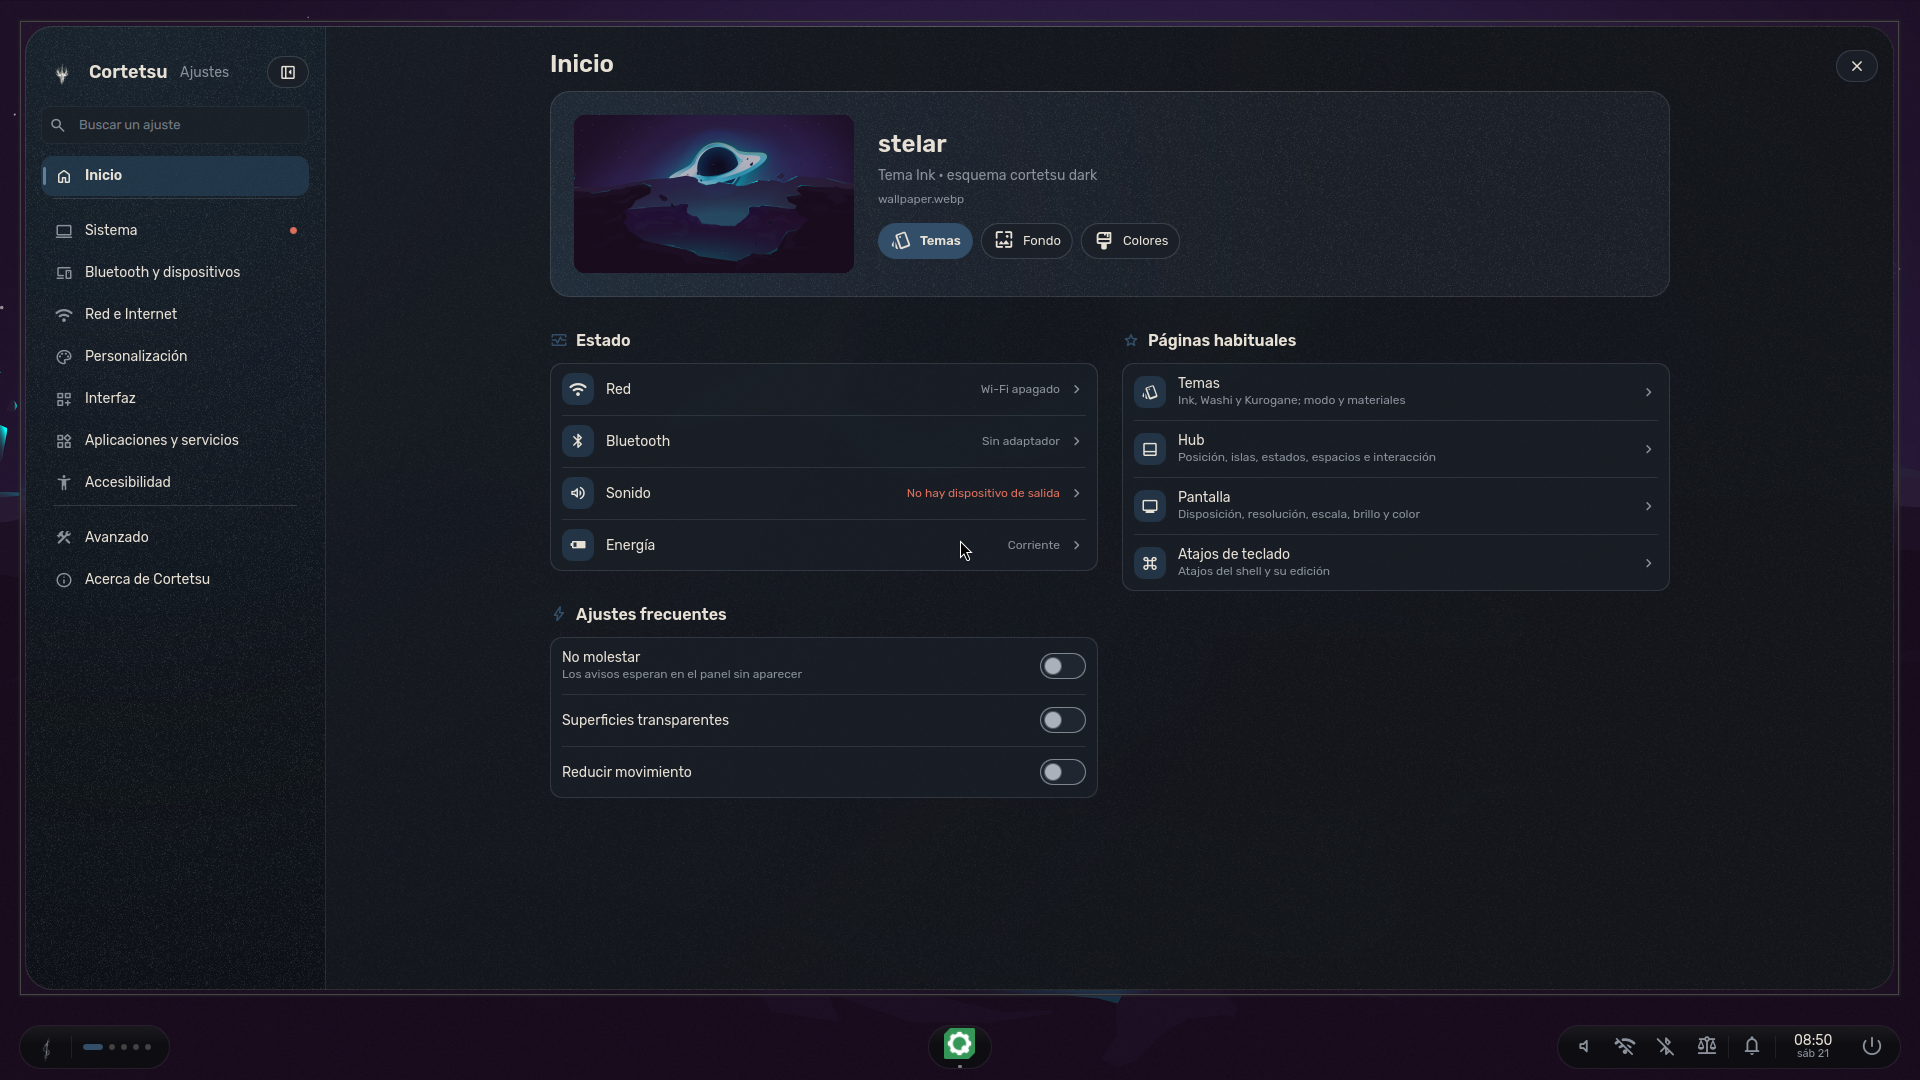 Cortetsu Ajustes
Buscar un ajuste
Inicio
Sistema
Bluetooth y dispositivos
Red e Internet
Personalización
Interfaz
Aplicaciones y servicios
Accesibilidad
Avanzado
Acerca de Cortetsu
Inicio
stelar
Tema Ink • esquema cortetsu dark
wallpaper.webp
Temas
Fondo
Colores
Estado
Red
Wi-Fi apagado
Bluetooth
Sin adaptador
Sonido
No hay dispositivo de salida
Energía
Corriente
Ajustes frecuentes
No molestar
Los avisos esperan en el panel sin aparecer
Superficies transparentes
Reducir movimiento
Páginas habituales
Temas
Ink, Washi y Kurogane; modo y materiales
Hub
Posición, islas, estados, espacios e interacción
Pantalla
Disposición, resolución, escala, brillo y color
Atajos de teclado
Atajos del shell y su edición
08:50
sáb 21